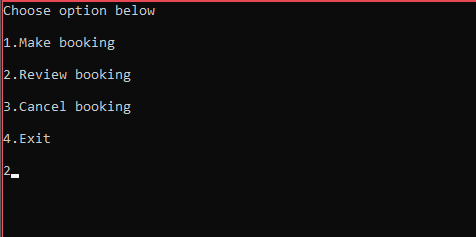 Choose option below
1.Make booking
2.Review booking
3.Cancel booking
4.Exit
2